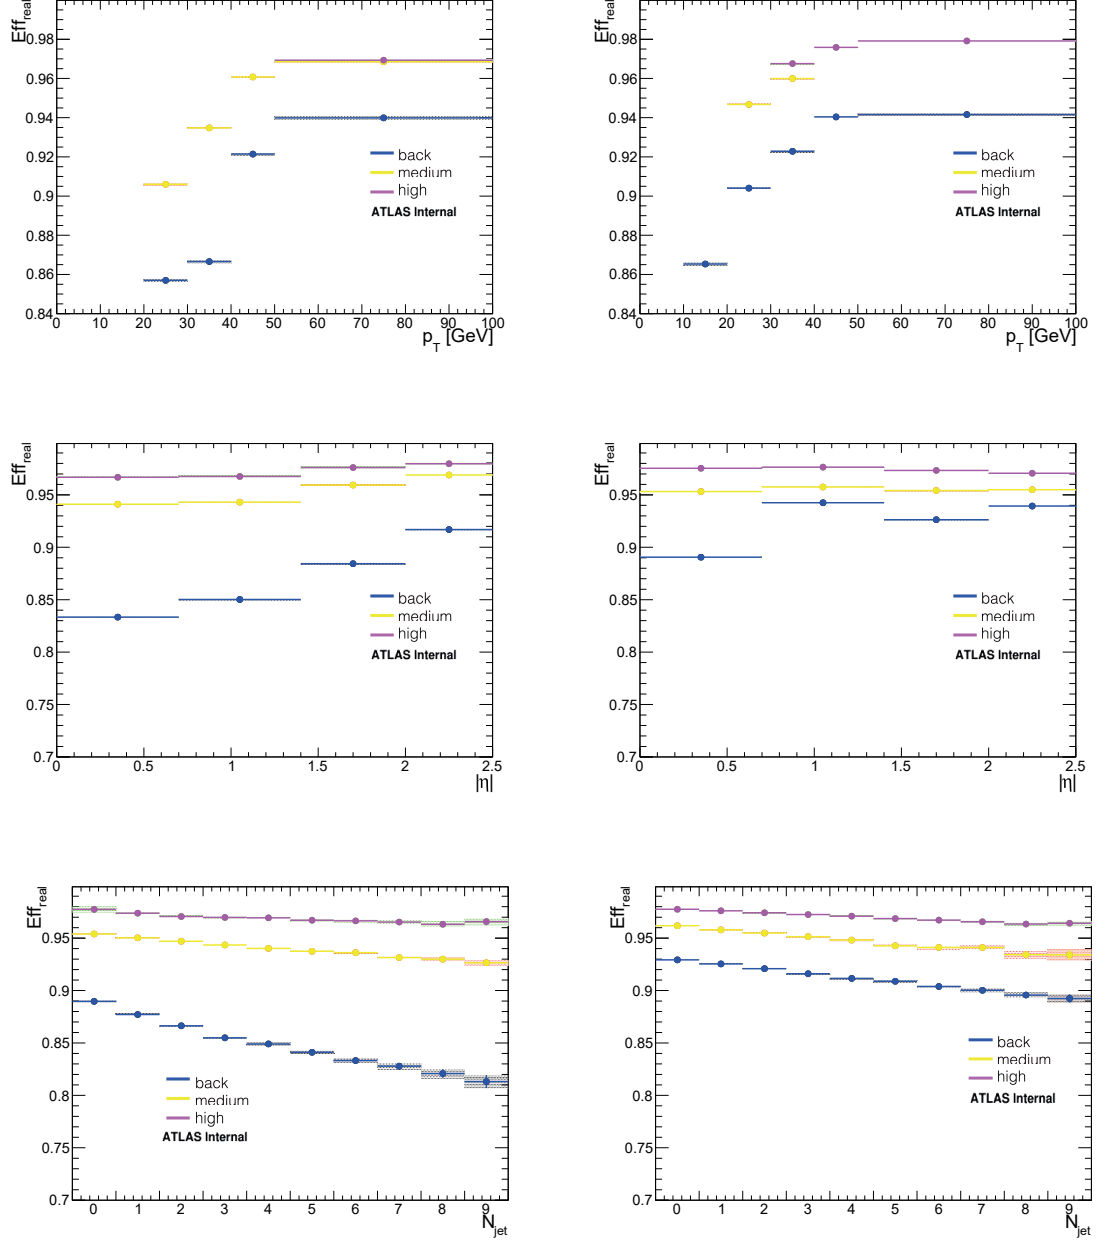 Eff_real
0.98
0.96
0.94
0.92
0.9
0.88
0.86
0.84
back
medium
high
ATLAS Internal
0 10 20 30 40 50 60 70 80 90 100
p_T [GeV]
Eff_real
0.98
0.96
0.94
0.92
0.9
0.88
0.86
0.84
back
medium
high
ATLAS Internal
0 10 20 30 40 50 60 70 80 90 100
p_T [GeV]
Eff_real
0.95
0.9
0.85
0.8
0.75
0.7
back
medium
high
ATLAS Internal
0 0.5 1 1.5 2 2.5
|η|
Eff_real
0.95
0.9
0.85
0.8
0.75
0.7
back
medium
high
ATLAS Internal
0 0.5 1 1.5 2 2.5
|η|
Eff_real
0.95
0.9
0.85
0.8
0.75
0.7
back
medium
high
ATLAS Internal
0 1 2 3 4 5 6 7 8 9
N_jet
Eff_real
0.95
0.9
0.85
0.8
0.75
0.7
back
medium
high
ATLAS Internal
0 1 2 3 4 5 6 7 8 9
N_jet